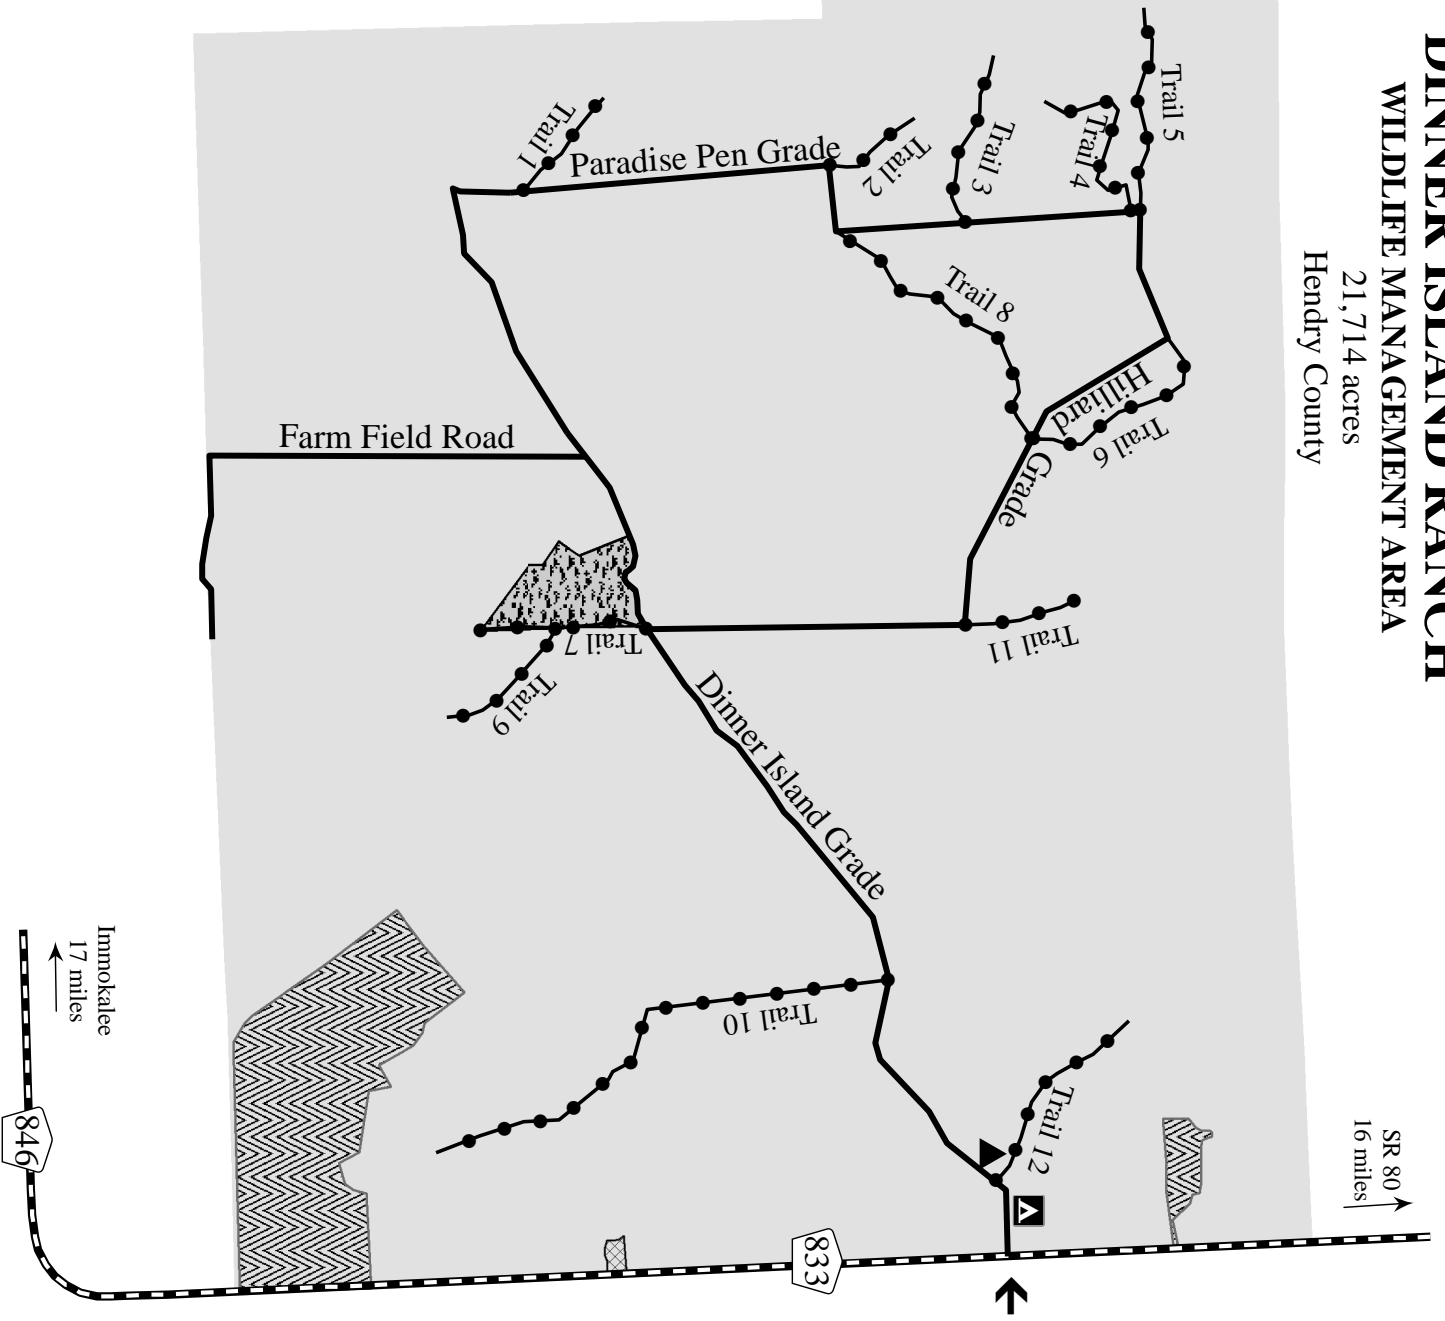 DINNER ISLAND RANCH
WILDLIFE MANAGEMENT AREA
21,714 acres
Hendry County
Trail 5
Trail 4
Trail 3
Trail 2
Trail 1
Paradise Pen Grade
Trail 8
Hilliard
Grade
Trail 6
Farm Field Road
Trail 7
Trail 11
Trail 9
Dinner Island Grade
Trail 10
Trail 12
SR 80
16 miles
Immokalee
17 miles
846
833